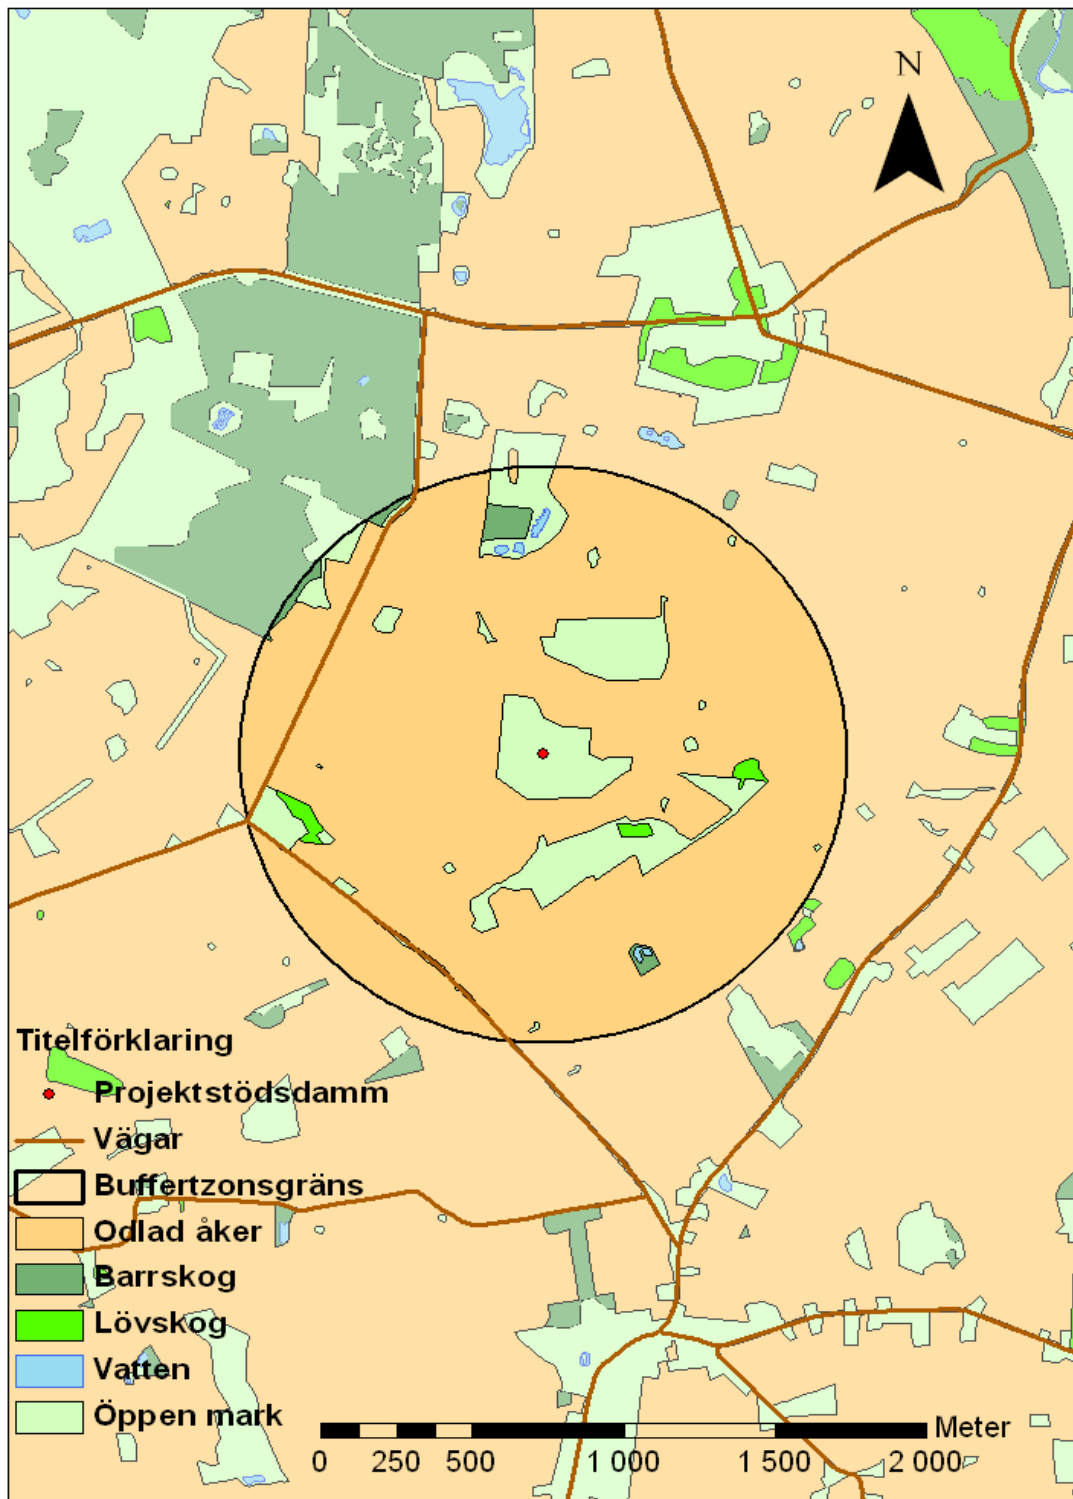 N
Titelförklaring
Projektstödsdamm
Vägar
Buffertzonsgräns
Odlad åker
Barrskog
Lövskog
Vatten
Öppen mark
Meter
0 250 500 1 000 1 500 2 000